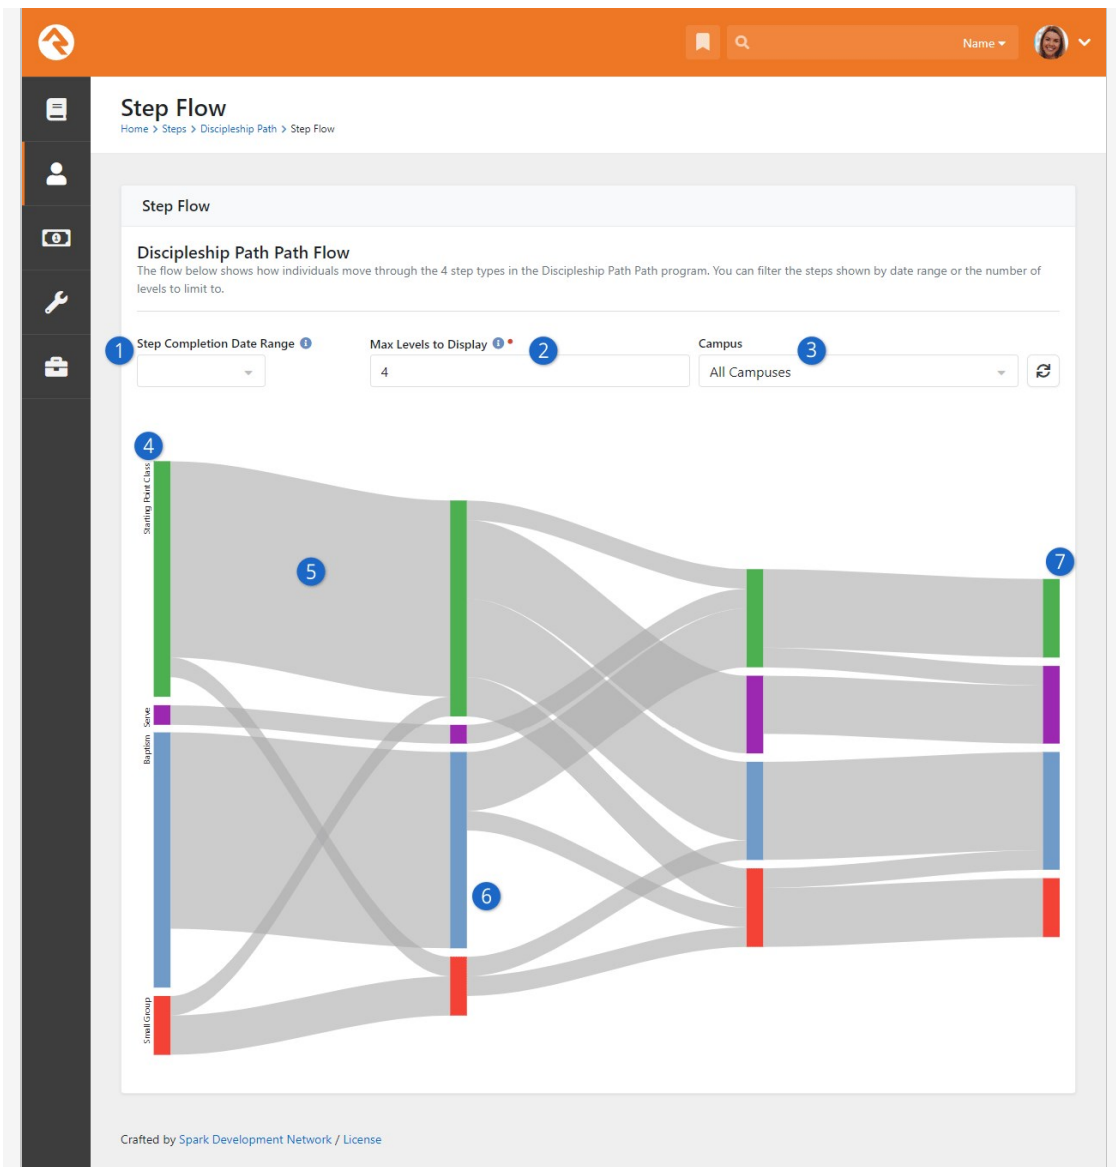 Name
Step Flow
Home > Steps > Discipleship Path > Step Flow
Step Flow
Discipleship Path Path Flow
The flow below shows how individuals move through the 4 step types in the Discipleship Path Path program. You can filter the steps shown by date range or the number of
levels to limit to.
1 Step Completion Date Range
Max Levels to Display 2
Campus 3
4
All Campuses
4
Starting Point Class
5
7
Serve
Baptism
6
Small Group
Crafted by Spark Development Network / License